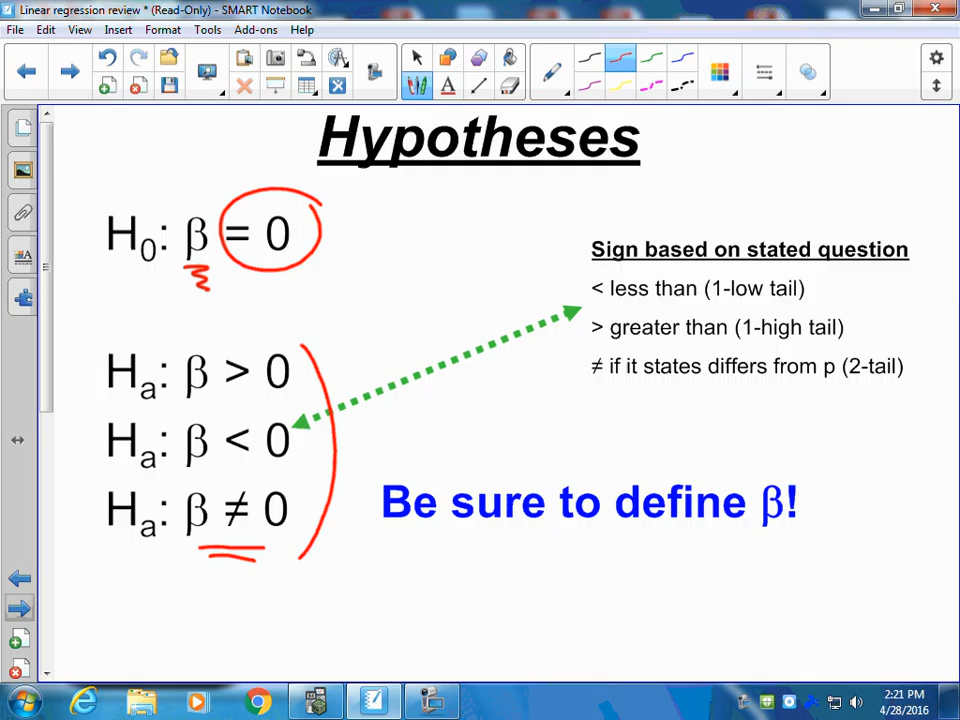 Linear regression review * (Read-Only) - SMART Notebook
File Edit View Insert Format Tools Add-ons Help
Hypotheses
H₀: β = 0
Sign based on stated question
< less than (1-low tail)
> greater than (1-high tail)
≠ if it states differs from p (2-tail)
Hₐ: β > 0
Hₐ: β < 0
Hₐ: β ≠ 0
Be sure to define β!
2:21 PM
4/28/2016